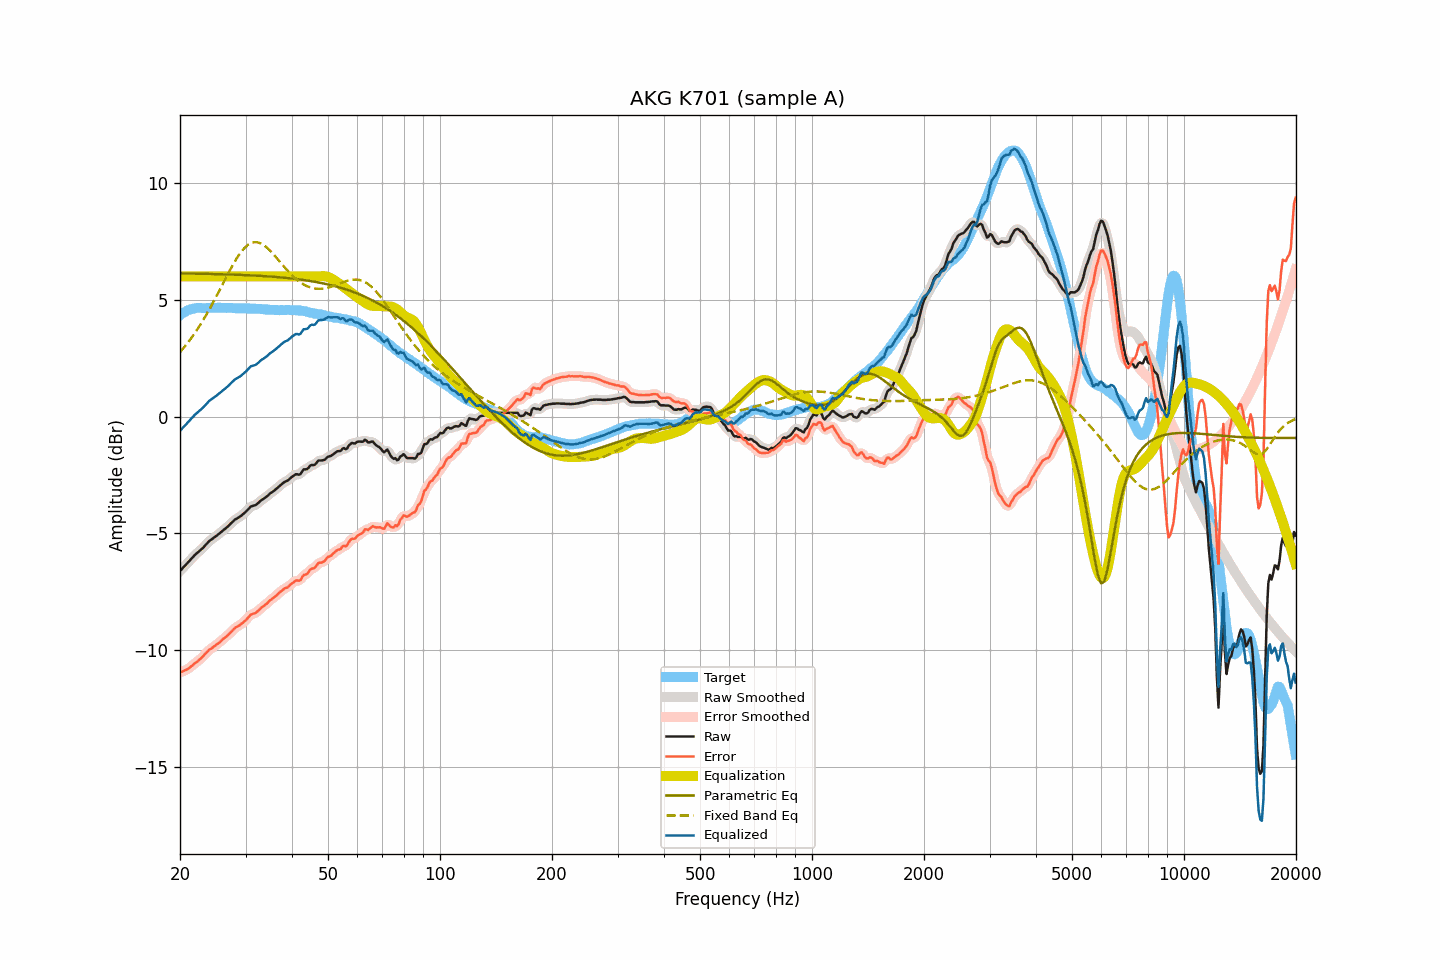 AKG K701 (sample A)
Amplitude (dBr)
10
5
0
−5
−10
−15
Target
Raw Smoothed
Error Smoothed
Raw
Error
Equalization
Parametric Eq
Fixed Band Eq
Equalized
20 50 100 200 500 1000 2000 5000 10000 20000
Frequency (Hz)